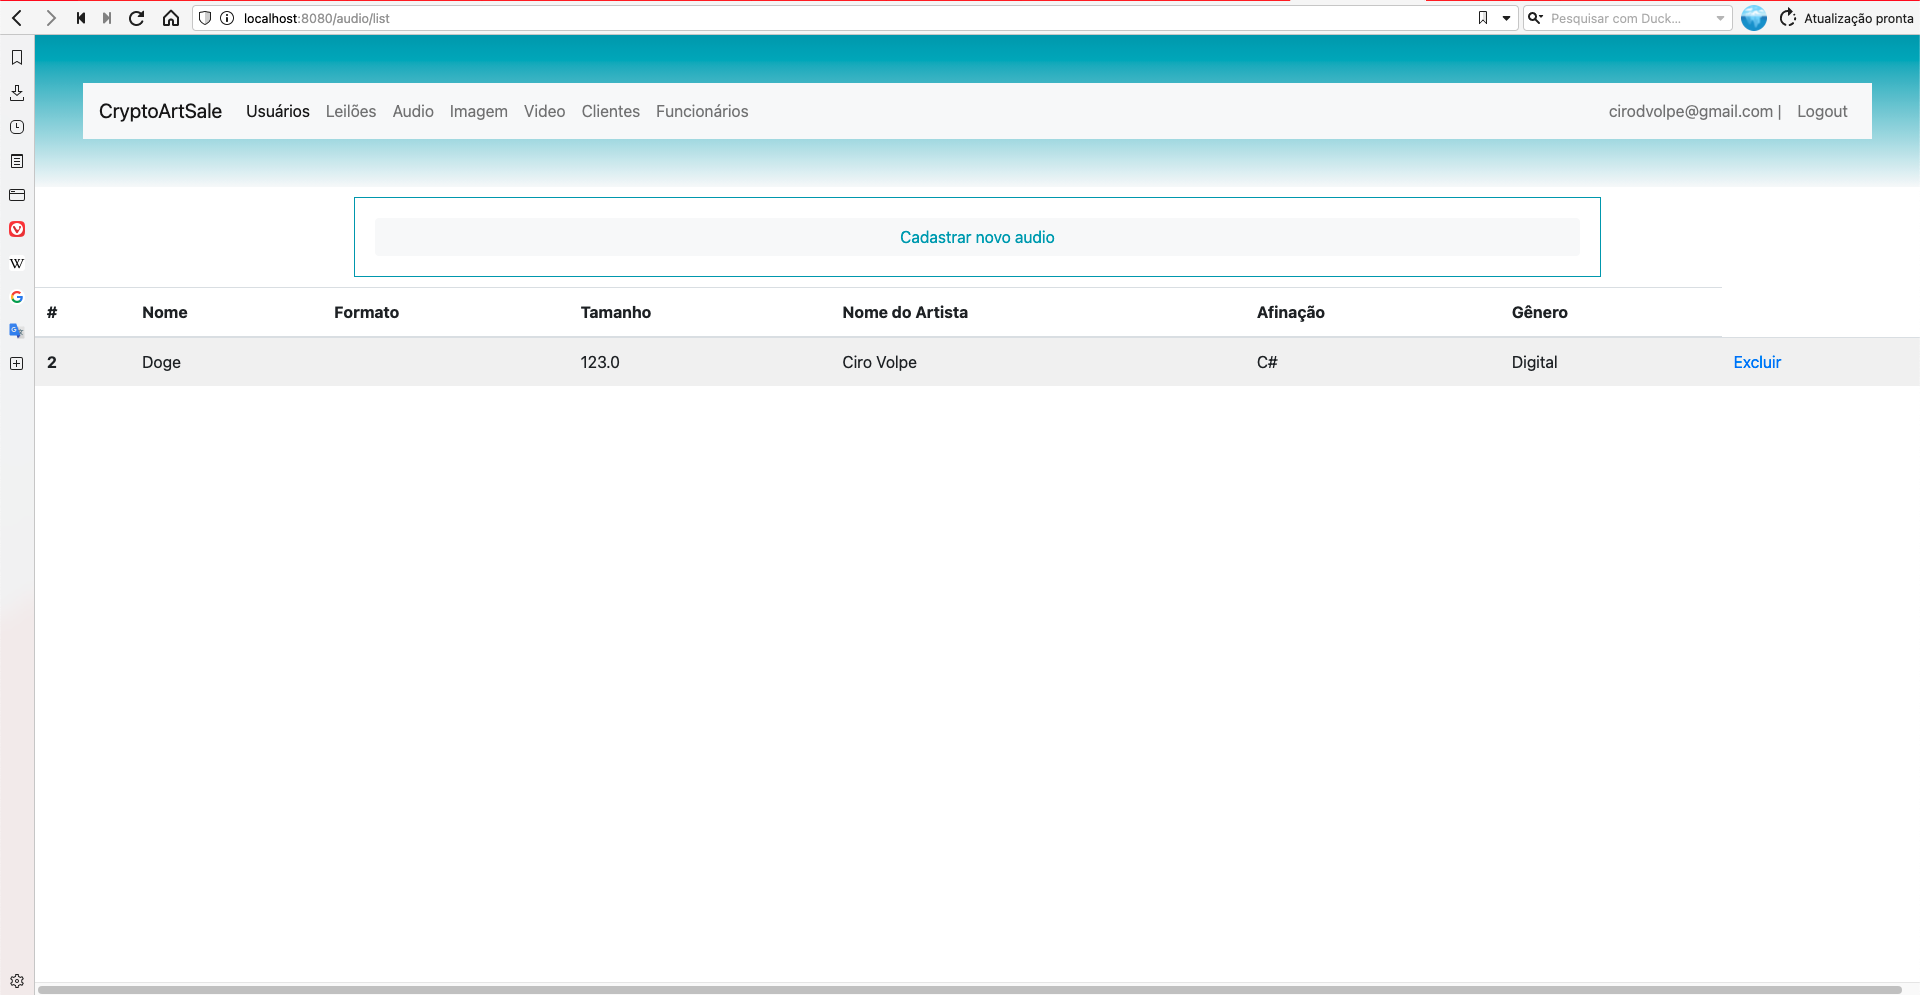 localhost:8080/audio/list
Pesquisar com Duck...
Atualização pronta
CryptoArtSale Usuários Leilões Audio Imagem Video Clientes Funcionários cirodvolpe@gmail.com | Logout
Cadastrar novo audio
# Nome Formato Tamanho Nome do Artista Afinação Gênero
2 Doge 123.0 Ciro Volpe C# Digital Excluir
W